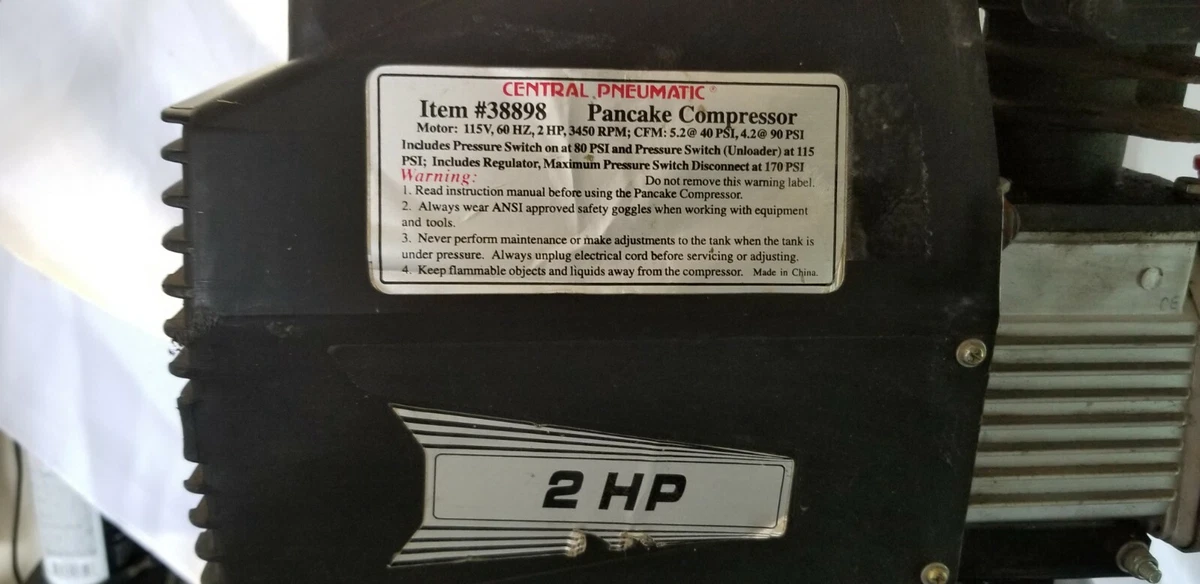 CENTRAL PNEUMATIC®
Item #38898 Pancake Compressor
Motor: 115V, 60 HZ, 2 HP, 3450 RPM; CFM: 5.2@ 40 PSI, 4.2@ 90 PSI
Includes Pressure Switch on at 80 PSI and Pressure Switch (Unloader) at 115
PSI; Includes Regulator, Maximum Pressure Switch Disconnect at 170 PSI
Warning: Do not remove this warning label.
1. Read instruction manual before using the Pancake Compressor.
2. Always wear ANSI approved safety goggles when working with equipment
and tools.
3. Never perform maintenance or make adjustments to the tank when the tank is
under pressure. Always unplug electrical cord before servicing or adjusting.
4. Keep flammable objects and liquids away from the compressor. Made in China.
2 HP
CE